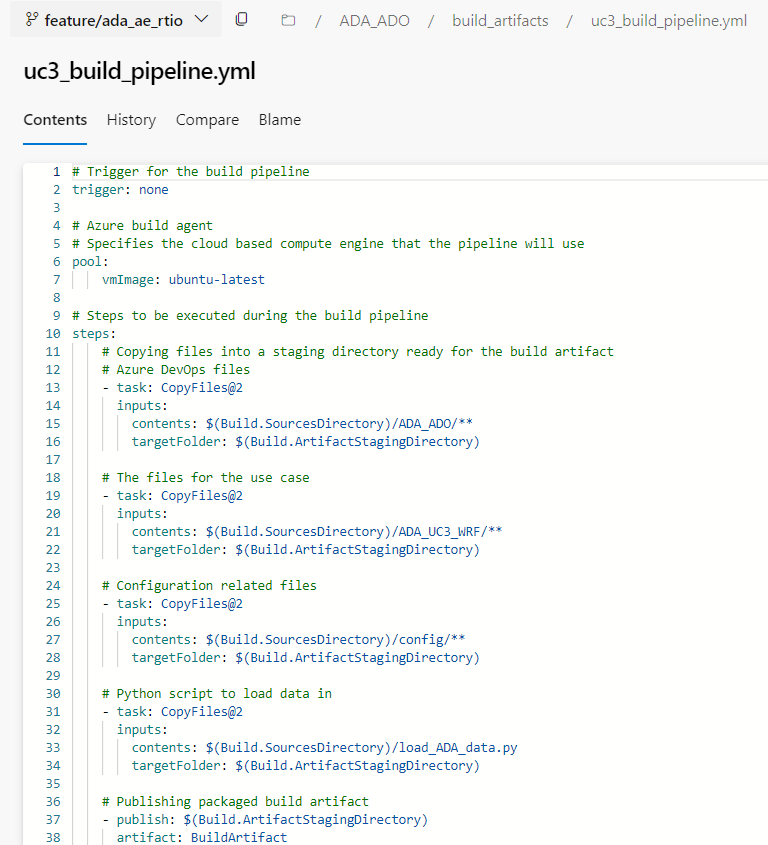 feature/ada_ae_rtio / ADA_ADO / build_artifacts / uc3_build_pipeline.yml
uc3_build_pipeline.yml
Contents History Compare Blame
1 # Trigger for the build pipeline
2 trigger: none
3
4 # Azure build agent
5 # Specifies the cloud based compute engine that the pipeline will use
6 pool:
7     vmImage: ubuntu-latest
8
9 # Steps to be executed during the build pipeline
10 steps:
11     # Copying files into a staging directory ready for the build artifact
12     # Azure DevOps files
13     - task: CopyFiles@2
14       inputs:
15         contents: $(Build.SourcesDirectory)/ADA_ADO/**
16         targetFolder: $(Build.ArtifactStagingDirectory)
17
18     # The files for the use case
19     - task: CopyFiles@2
20       inputs:
21         contents: $(Build.SourcesDirectory)/ADA_UC3_WRF/**
22         targetFolder: $(Build.ArtifactStagingDirectory)
23
24     # Configuration related files
25     - task: CopyFiles@2
26       inputs:
27         contents: $(Build.SourcesDirectory)/config/**
28         targetFolder: $(Build.ArtifactStagingDirectory)
29
30     # Python script to load data in
31     - task: CopyFiles@2
32       inputs:
33         contents: $(Build.SourcesDirectory)/load_ADA_data.py
34         targetFolder: $(Build.ArtifactStagingDirectory)
35
36     # Publishing packaged build artifact
37     - publish: $(Build.ArtifactStagingDirectory)
38       artifact: BuildArtifact